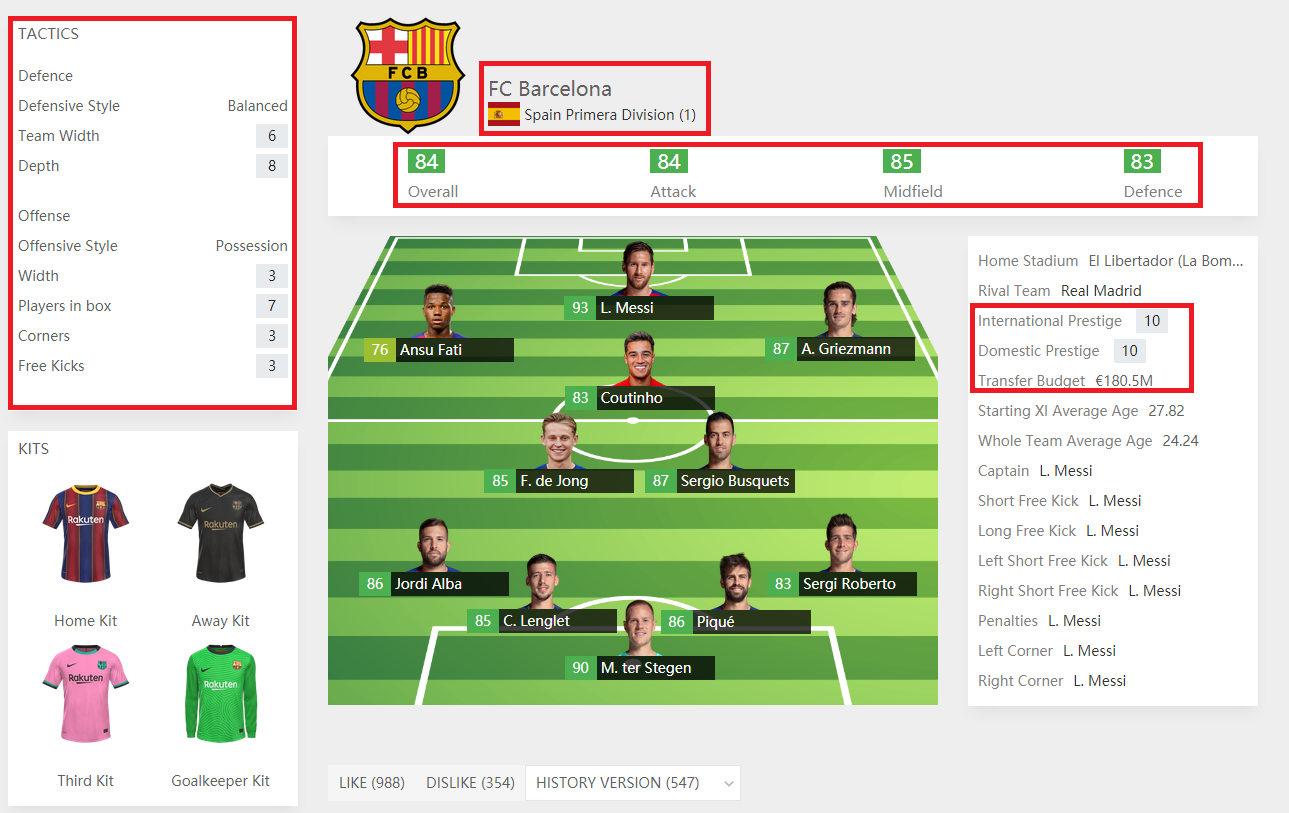 TACTICS
Defence
Defensive Style Balanced
Team Width 6
Depth 8
Offense
Offensive Style Possession
Width 3
Players in box 7
Corners 3
Free Kicks 3
KITS
Rakuten
Rakuten
Home Kit Away Kit
Rakuten
Rakuten
Third Kit Goalkeeper Kit
FCB
FC Barcelona
Spain Primera Division (1)
84 84 85 83
Overall Attack Midfield Defence
93 L. Messi
76 Ansu Fati
87 A. Griezmann
83 Coutinho
85 F. de Jong
87 Sergio Busquets
86 Jordi Alba
83 Sergi Roberto
85 C. Lenglet
86 Piqué
90 M. ter Stegen
Home Stadium El Libertador (La Bom...
Rival Team Real Madrid
International Prestige 10
Domestic Prestige 10
Transfer Budget €180.5M
Starting XI Average Age 27.82
Whole Team Average Age 24.24
Captain L. Messi
Short Free Kick L. Messi
Long Free Kick L. Messi
Left Short Free Kick L. Messi
Right Short Free Kick L. Messi
Penalties L. Messi
Left Corner L. Messi
Right Corner L. Messi
LIKE (988) DISLIKE (354) HISTORY VERSION (547)